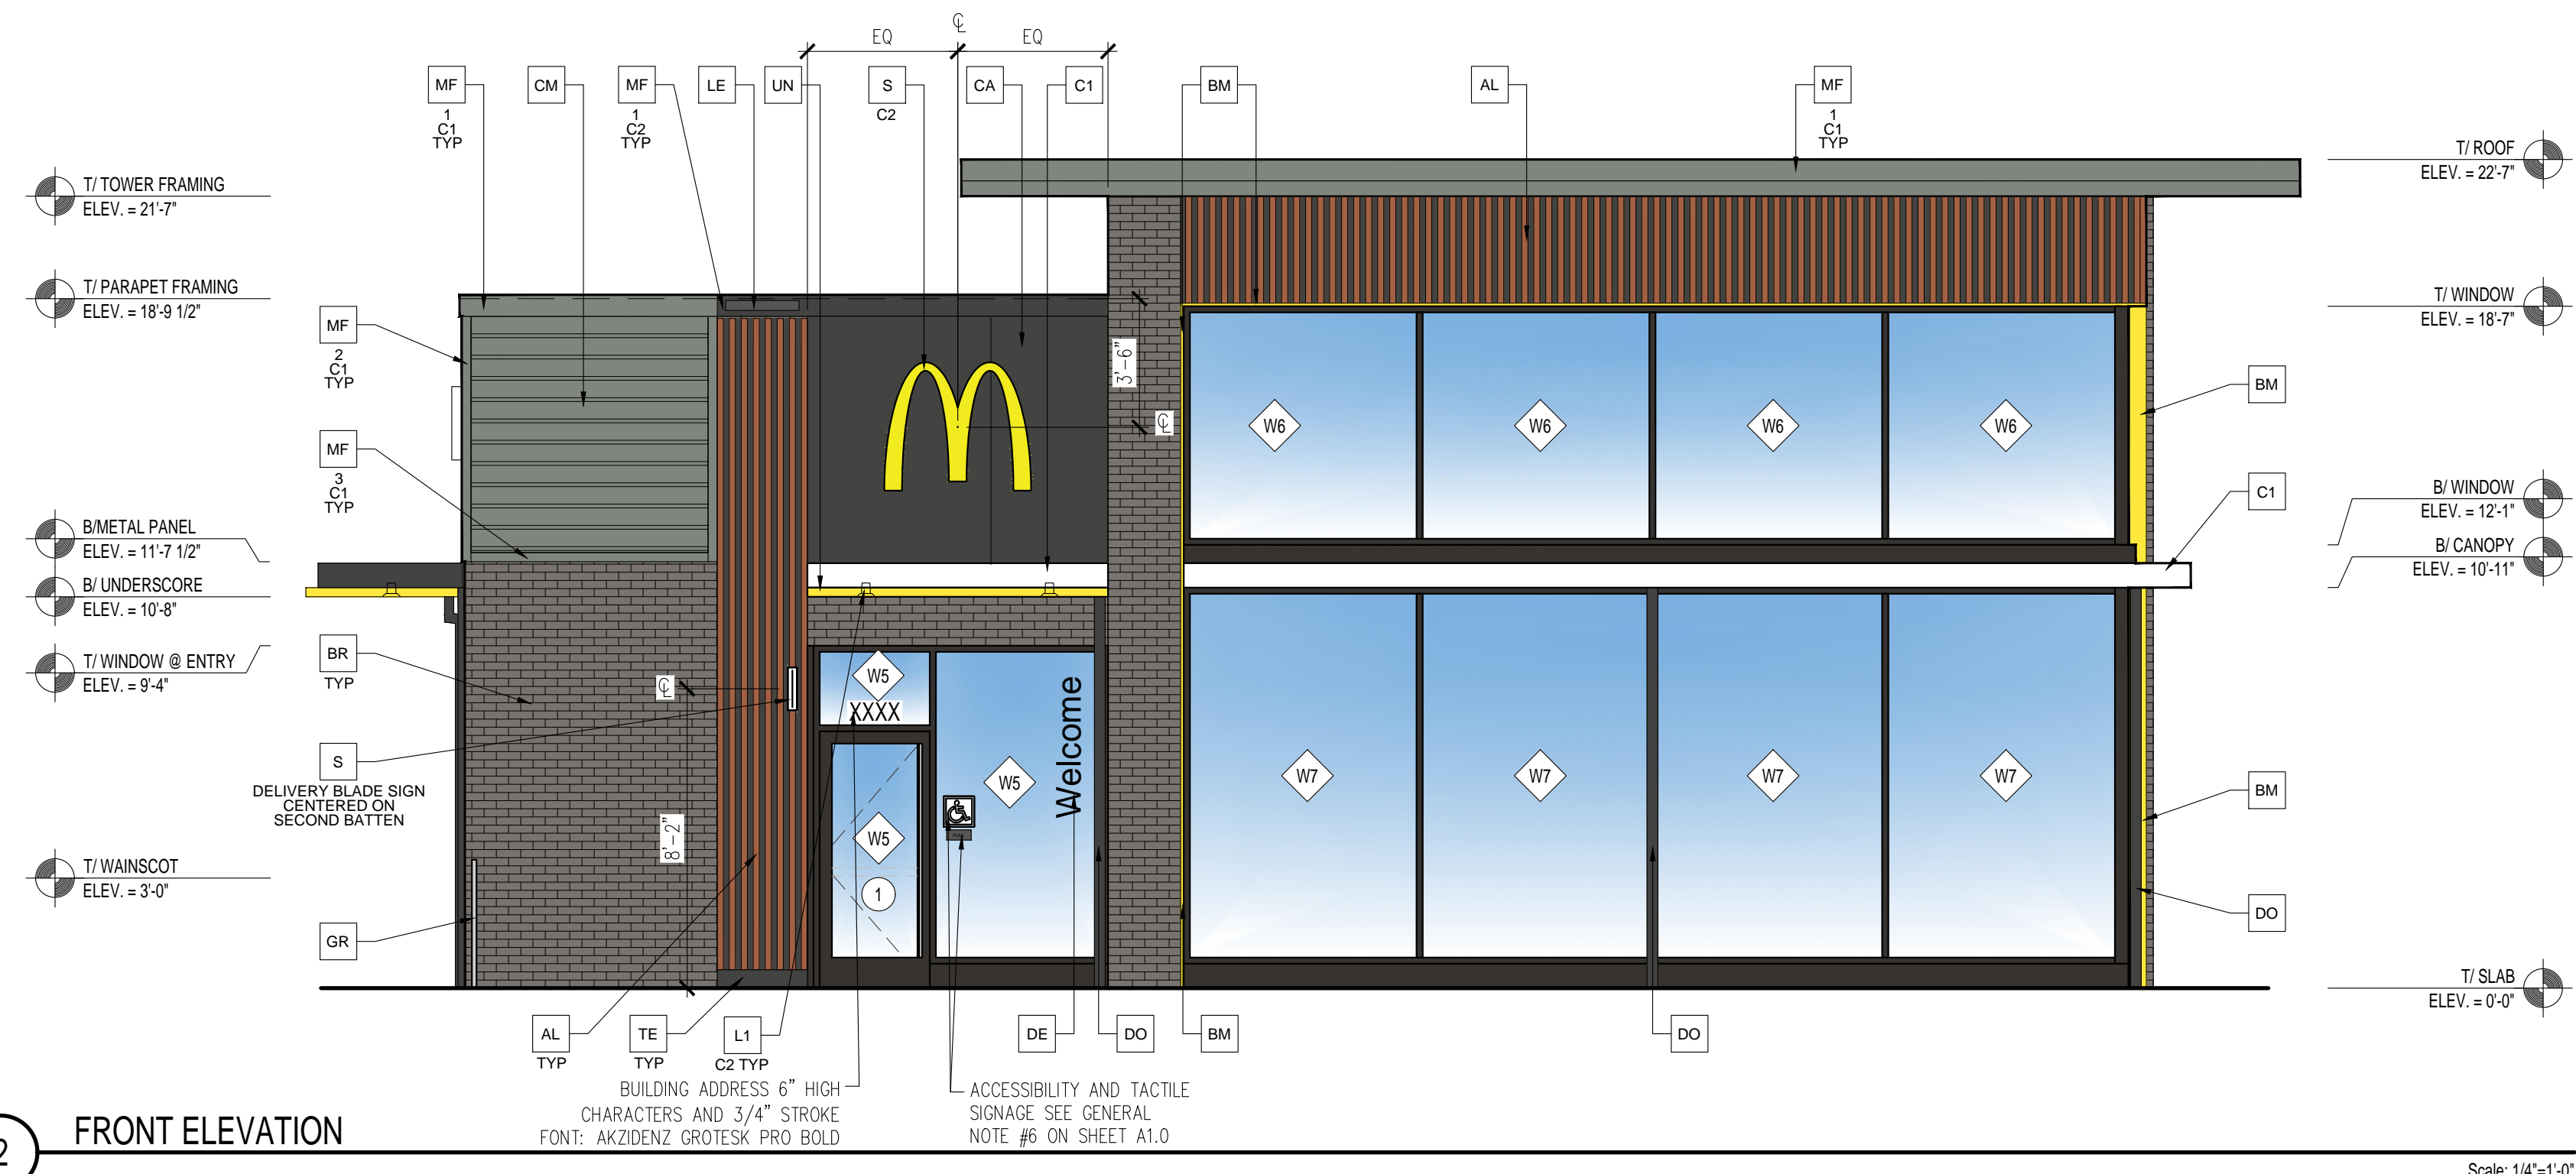 EQ
℄
EQ
MF
1
C1
TYP
CM
MF
1
C2
TYP
LE
UN
S
C2
CA
C1
BM
AL
MF
1
C1
TYP
T/ TOWER FRAMING
ELEV. = 21'-7"
T/ PARAPET FRAMING
ELEV. = 18'-9 1/2"
B/METAL PANEL
ELEV. = 11'-7 1/2"
B/ UNDERSCORE
ELEV. = 10'-8"
T/ WINDOW @ ENTRY
ELEV. = 9'-4"
T/ WAINSCOT
ELEV. = 3'-0"
MF
2
C1
TYP
MF
3
C1
TYP
BR
TYP
S
DELIVERY BLADE SIGN
CENTERED ON
SECOND BATTEN
GR
℄
8'-2"
3'-6"
℄
W5
XXXX
W5
1
W5
Welcome
W6
W6
W6
W6
W7
W7
W7
W7
T/ ROOF
ELEV. = 22'-7"
T/ WINDOW
ELEV. = 18'-7"
BM
B/ WINDOW
ELEV. = 12'-1"
C1
B/ CANOPY
ELEV. = 10'-11"
BM
DO
T/ SLAB
ELEV. = 0'-0"
AL
TYP
TE
TYP
L1
C2 TYP
DE
DO
BM
DO
BUILDING ADDRESS 6" HIGH
CHARACTERS AND 3/4" STROKE
FONT: AKZIDENZ GROTESK PRO BOLD
ACCESSIBILITY AND TACTILE
SIGNAGE SEE GENERAL
NOTE #6 ON SHEET A1.0
2
FRONT ELEVATION
Scale: 1/4"=1'-0"